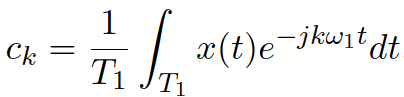 c_k = \frac{1}{T_1} \int_{T_1} x(t)e^{-jk\omega_1 t}dt